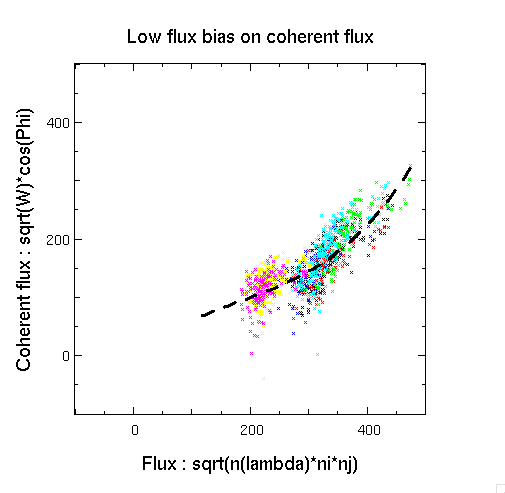 Low flux bias on coherent flux
Coherent flux : sqrt(W)*cos(Phi)
400
200
0
0
200
400
Flux : sqrt(n(lambda)*ni*nj)